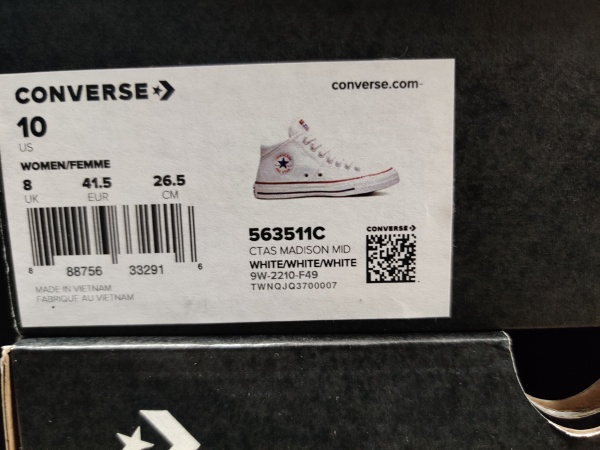 CONVERSE
converse.com
10
US
WOMEN/FEMME
8 41.5 26.5
UK EUR CM
8 88756 33291 6
MADE IN VIETNAM
FABRIQUE AU VIETNAM
563511C
CTAS MADISON MID
WHITE/WHITE/WHITE
9W-2210-F49
TWNQJQ3700007
CONVERSE